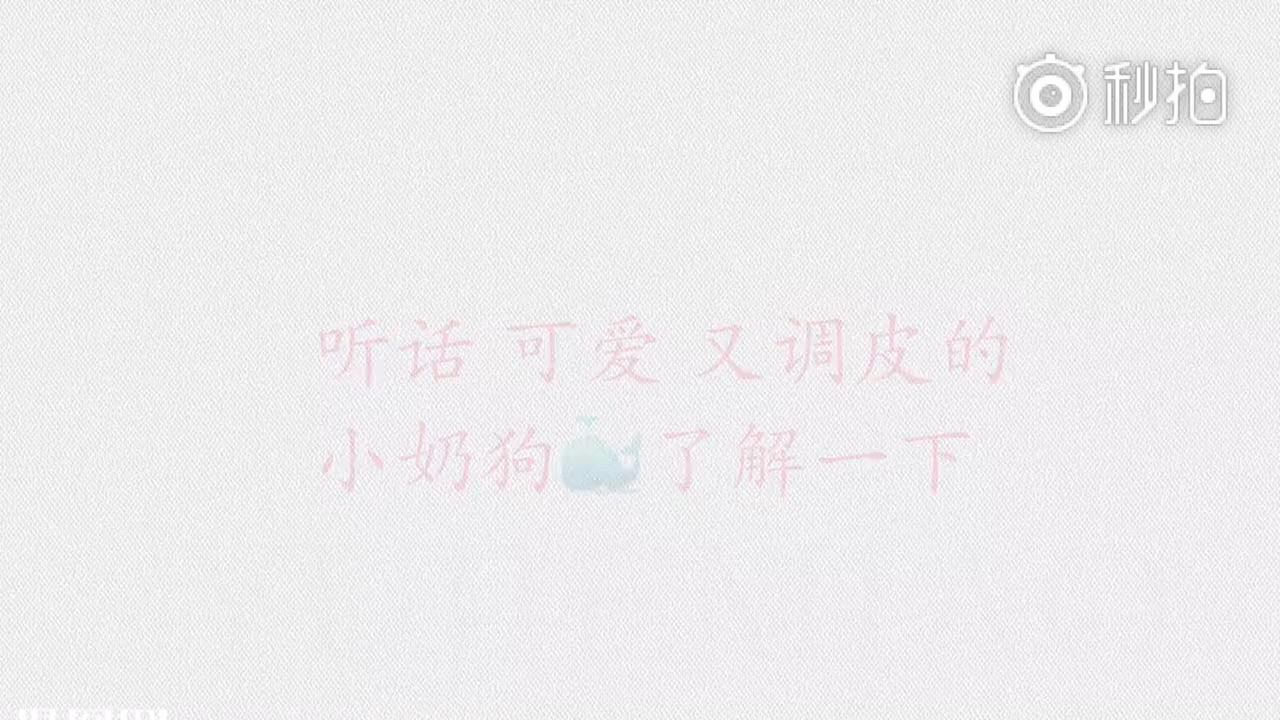 秒拍
听话 可爱 又调皮的
小奶狗🐳了解一下